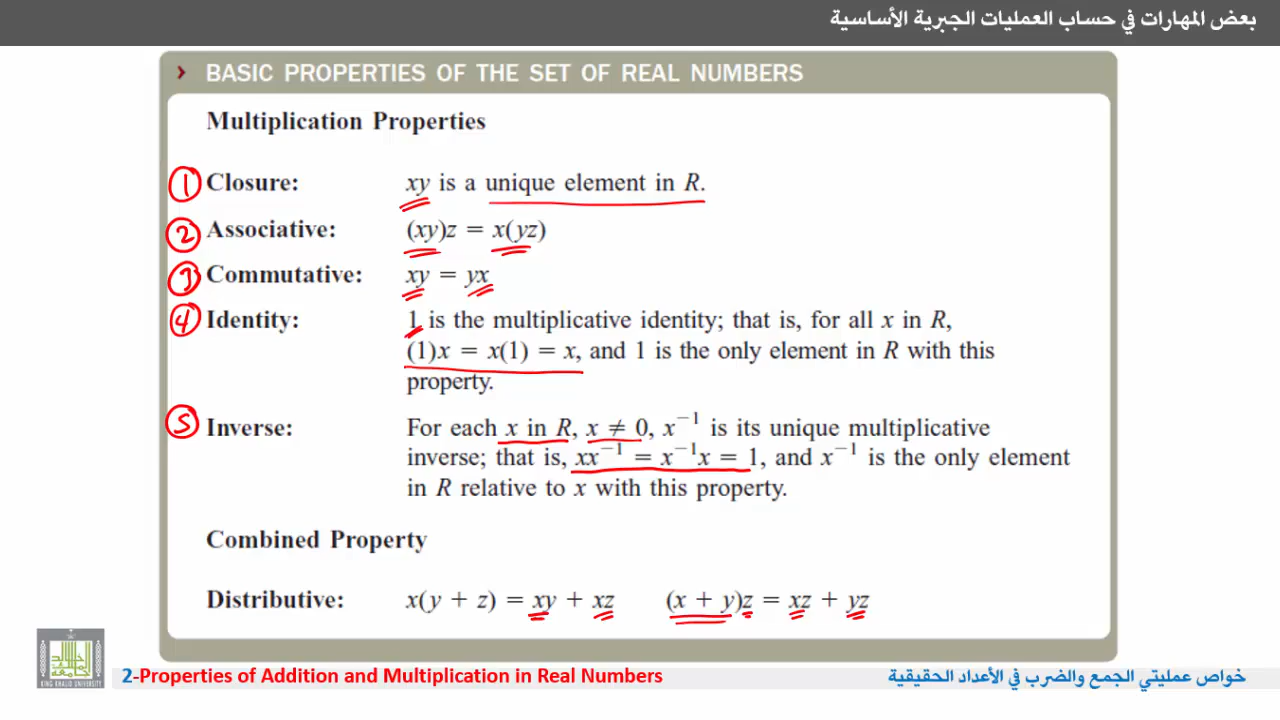 بعض المهارات في حساب العمليات الجبرية الأساسية
› BASIC PROPERTIES OF THE SET OF REAL NUMBERS
Multiplication Properties
① Closure: xy is a unique element in R.
② Associative: (xy)z = x(yz)
③ Commutative: xy = yx
④ Identity: 1 is the multiplicative identity; that is, for all x in R,
(1)x = x(1) = x, and 1 is the only element in R with this
property.
⑤ Inverse: For each x in R, x ≠ 0, x⁻¹ is its unique multiplicative
inverse; that is, xx⁻¹ = x⁻¹x = 1, and x⁻¹ is the only element
in R relative to x with this property.
Combined Property
Distributive: x(y + z) = xy + xz (x + y)z = xz + yz
KING KHALID UNIVERSITY
2-Properties of Addition and Multiplication in Real Numbers
خواص عمليتي الجمع والضرب في الأعداد الحقيقية